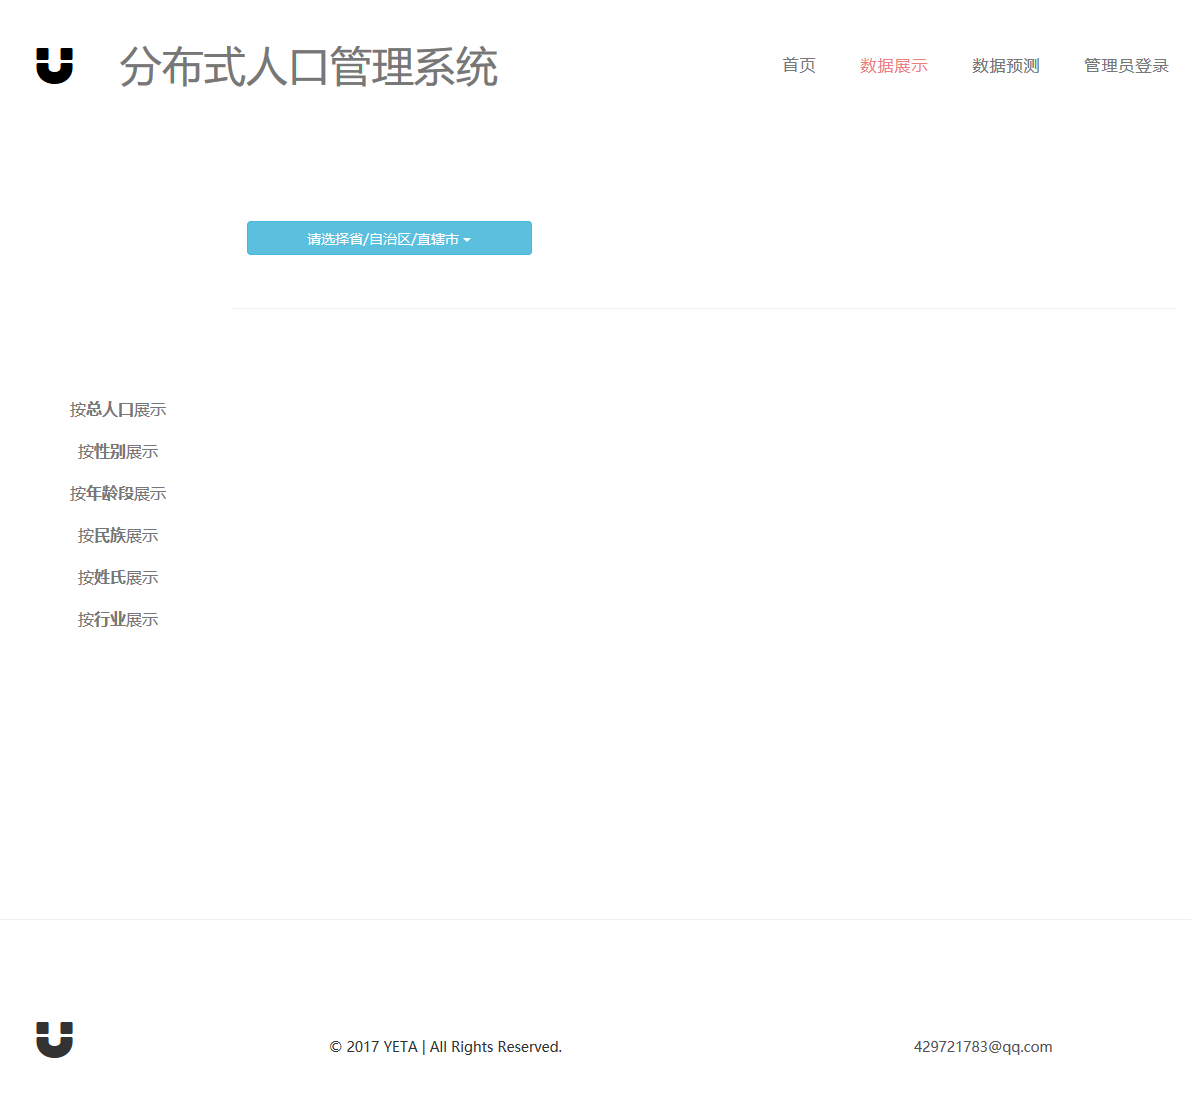 分布式人口管理系统
首页 数据展示 数据预测 管理员登录
请选择省/自治区/直辖市
按总人口展示
按性别展示
按年龄段展示
按民族展示
按姓氏展示
按行业展示
© 2017 YETA | All Rights Reserved.
429721783@qq.com